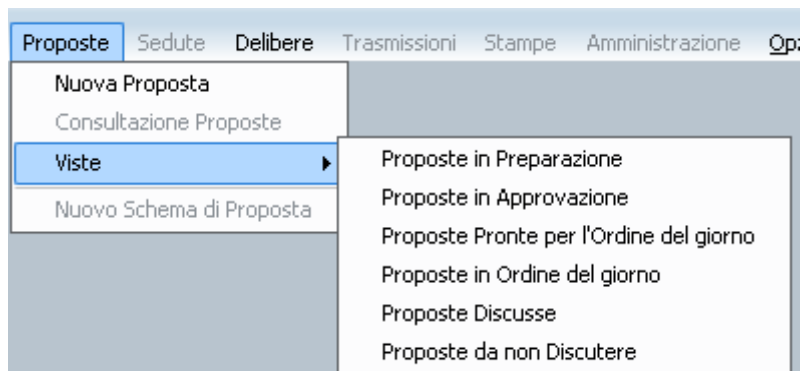 Proposte Sedute Delibere Trasmissioni Stampe Amministrazione
Nuova Proposta
Consultazione Proposte
Viste
Nuovo Schema di Proposta
Proposte in Preparazione
Proposte in Approvazione
Proposte Pronte per l'Ordine del giorno
Proposte in Ordine del giorno
Proposte Discusse
Proposte da non Discutere